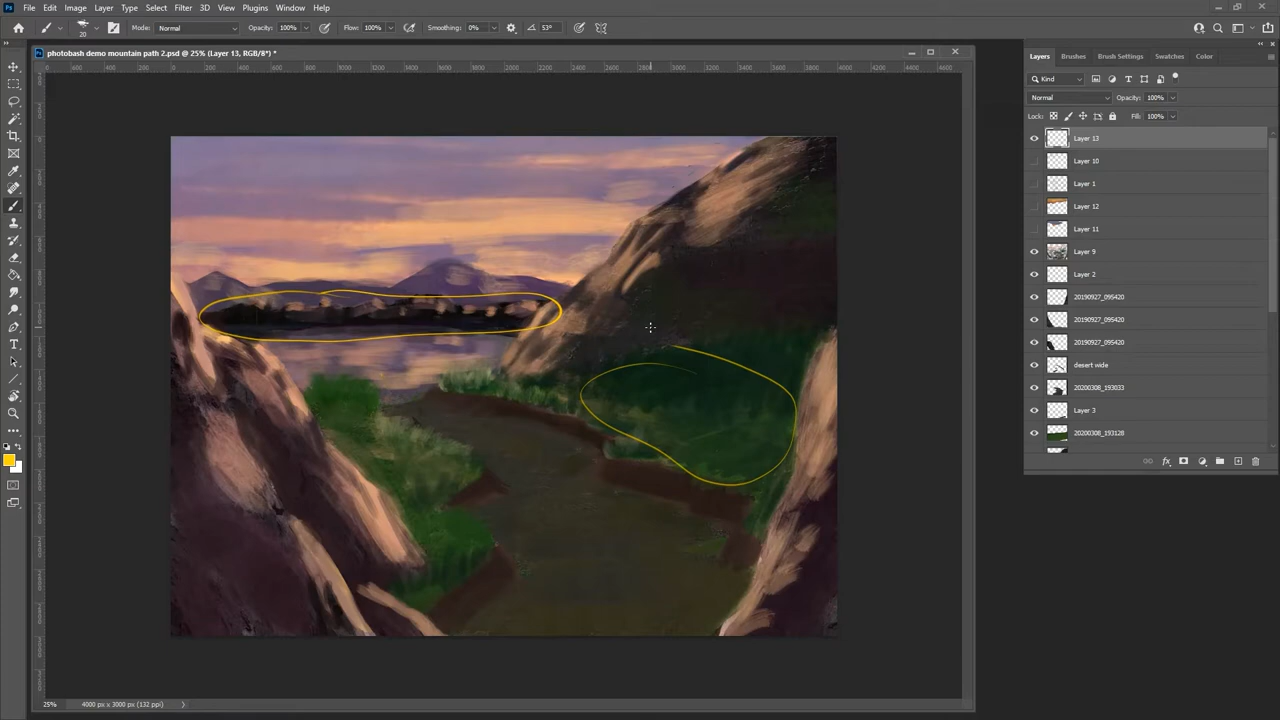 Ps File Edit Image Layer Type Select Filter 3D View Plugins Window Help
20 Mode: Normal Opacity: 100% Flow: 100% Smoothing: 0% 53°
photobash demo mountain path 2.psd @ 25% (Layer 13, RGB/8*) *
Layers Brushes Brush Settings Swatches Color
Kind
Normal Opacity: 100%
Lock: Fill: 100%
Layer 13
Layer 10
Layer 1
Layer 12
Layer 11
Layer 9
Layer 2
20190927_095420
20190927_095420
20190927_095420
desert wide
20200308_193033
Layer 3
20200308_193128
25% 4000 px x 3000 px (132 ppi)